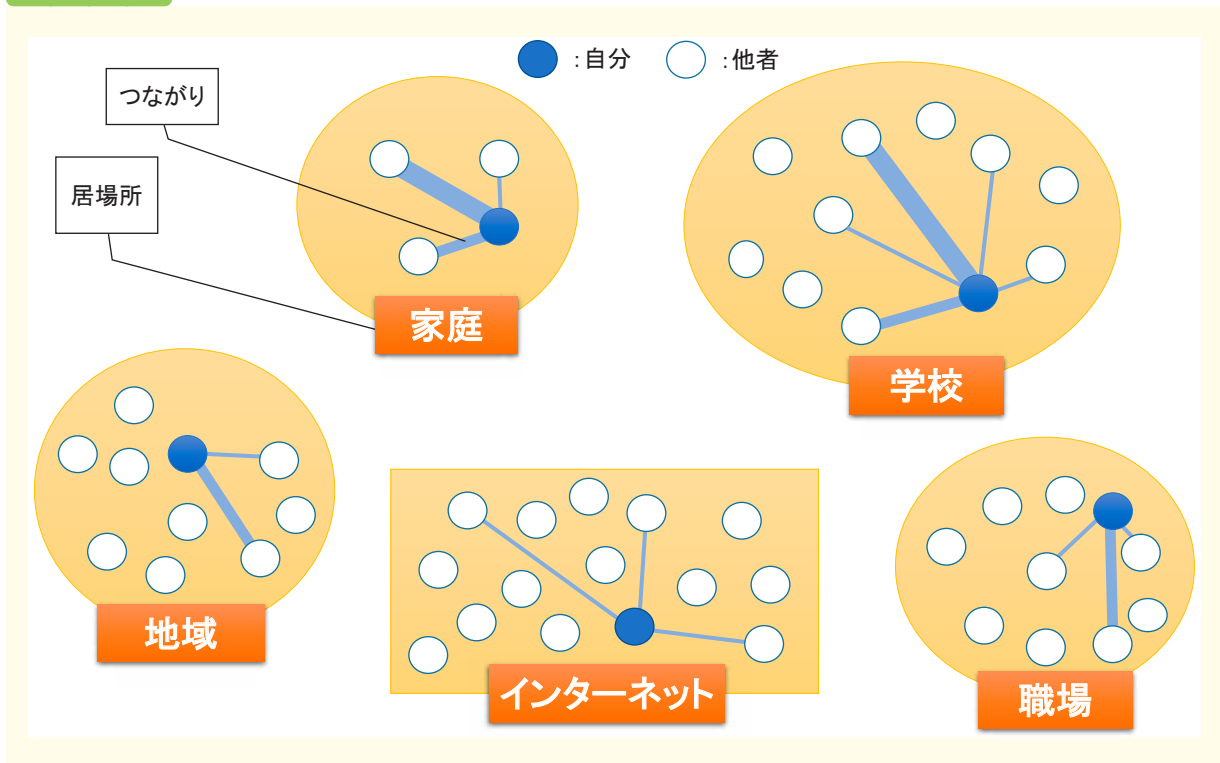 :自分
:他者
つながり
居場所
家庭
学校
地域
インターネット
職場